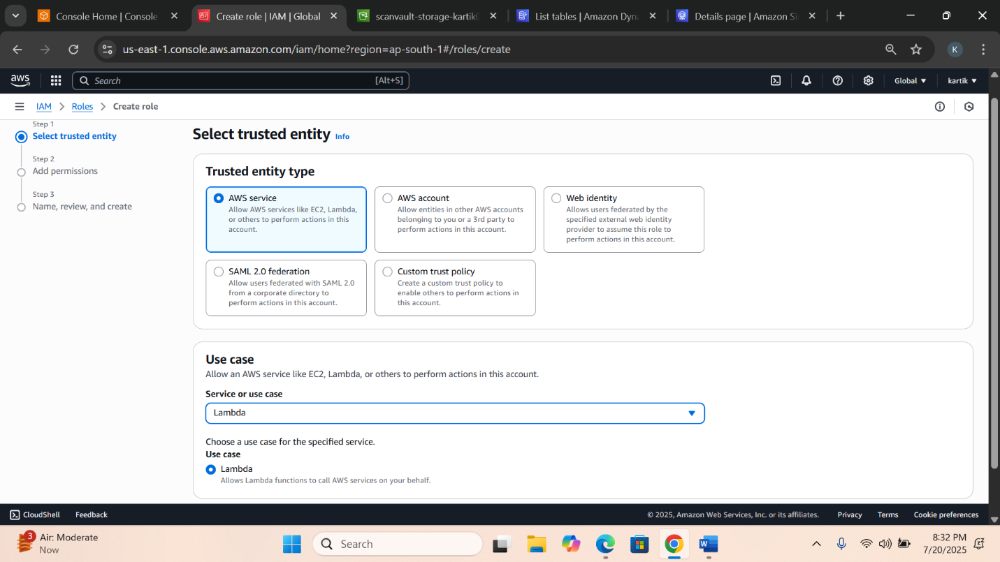 Console Home | Console
Create role | IAM | Global
scanvault-storage-kartik
List tables | Amazon Dyn
Details page | Amazon Si
us-east-1.console.aws.amazon.com/iam/home?region=ap-south-1#/roles/create
K
aws
Search
[Alt+S]
Global
kartik
IAM
Roles
Create role
Step 1
Select trusted entity
Step 2
Add permissions
Step 3
Name, review, and create
Select trusted entity Info
Trusted entity type
AWS service
Allow AWS services like EC2, Lambda,
or others to perform actions in this
account.
AWS account
Allow entities in other AWS accounts
belonging to you or a 3rd party to
perform actions in this account.
Web identity
Allows users federated by the
specified external web identity
provider to assume this role to
perform actions in this account.
SAML 2.0 federation
Allow users federated with SAML 2.0
from a corporate directory to
perform actions in this account.
Custom trust policy
Create a custom trust policy to
enable others to perform actions in
this account.
Use case
Allow an AWS service like EC2, Lambda, or others to perform actions in this account.
Service or use case
Lambda
Choose a use case for the specified service.
Use case
Lambda
Allows Lambda functions to call AWS services on your behalf.
CloudShell
Feedback
© 2025, Amazon Web Services, Inc. or its affiliates.
Privacy
Terms
Cookie preferences
3
Air: Moderate
Now
Search
W
8:32 PM
7/20/2025